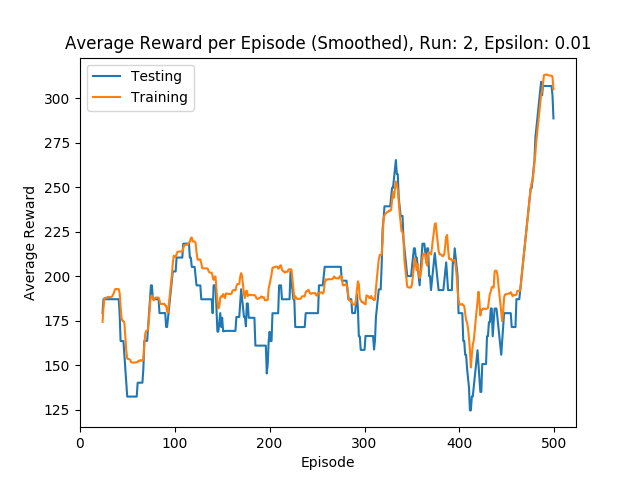 Average Reward per Episode (Smoothed), Run: 2, Epsilon: 0.01
Testing
Training
Average Reward
300
275
250
225
200
175
150
125
0 100 200 300 400 500
Episode